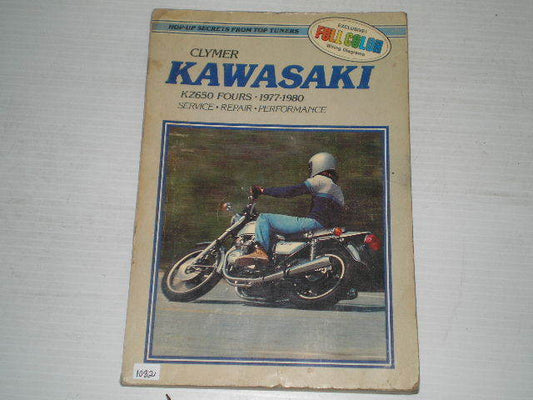 HOP-UP SECRETS FROM TOP TUNERS
EXCLUSIVE!
FULL COLOR
Wiring Diagrams
CLYMER
KAWASAKI
KZ650 FOURS • 1977-1980
SERVICE • REPAIR • PERFORMANCE
1082